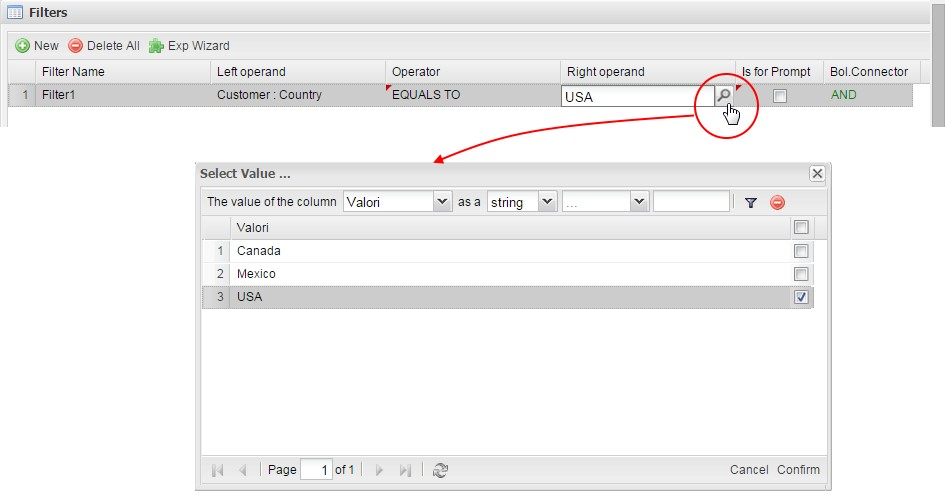 Filters
New Delete All Exp Wizard
Filter Name Left operand Operator Right operand Is for Prompt Bol.Connector
1 Filter1 Customer : Country EQUALS TO USA AND
Select Value ...
The value of the column Valori as a string ...
Valori
1 Canada
2 Mexico
3 USA
Page 1 of 1 Cancel Confirm